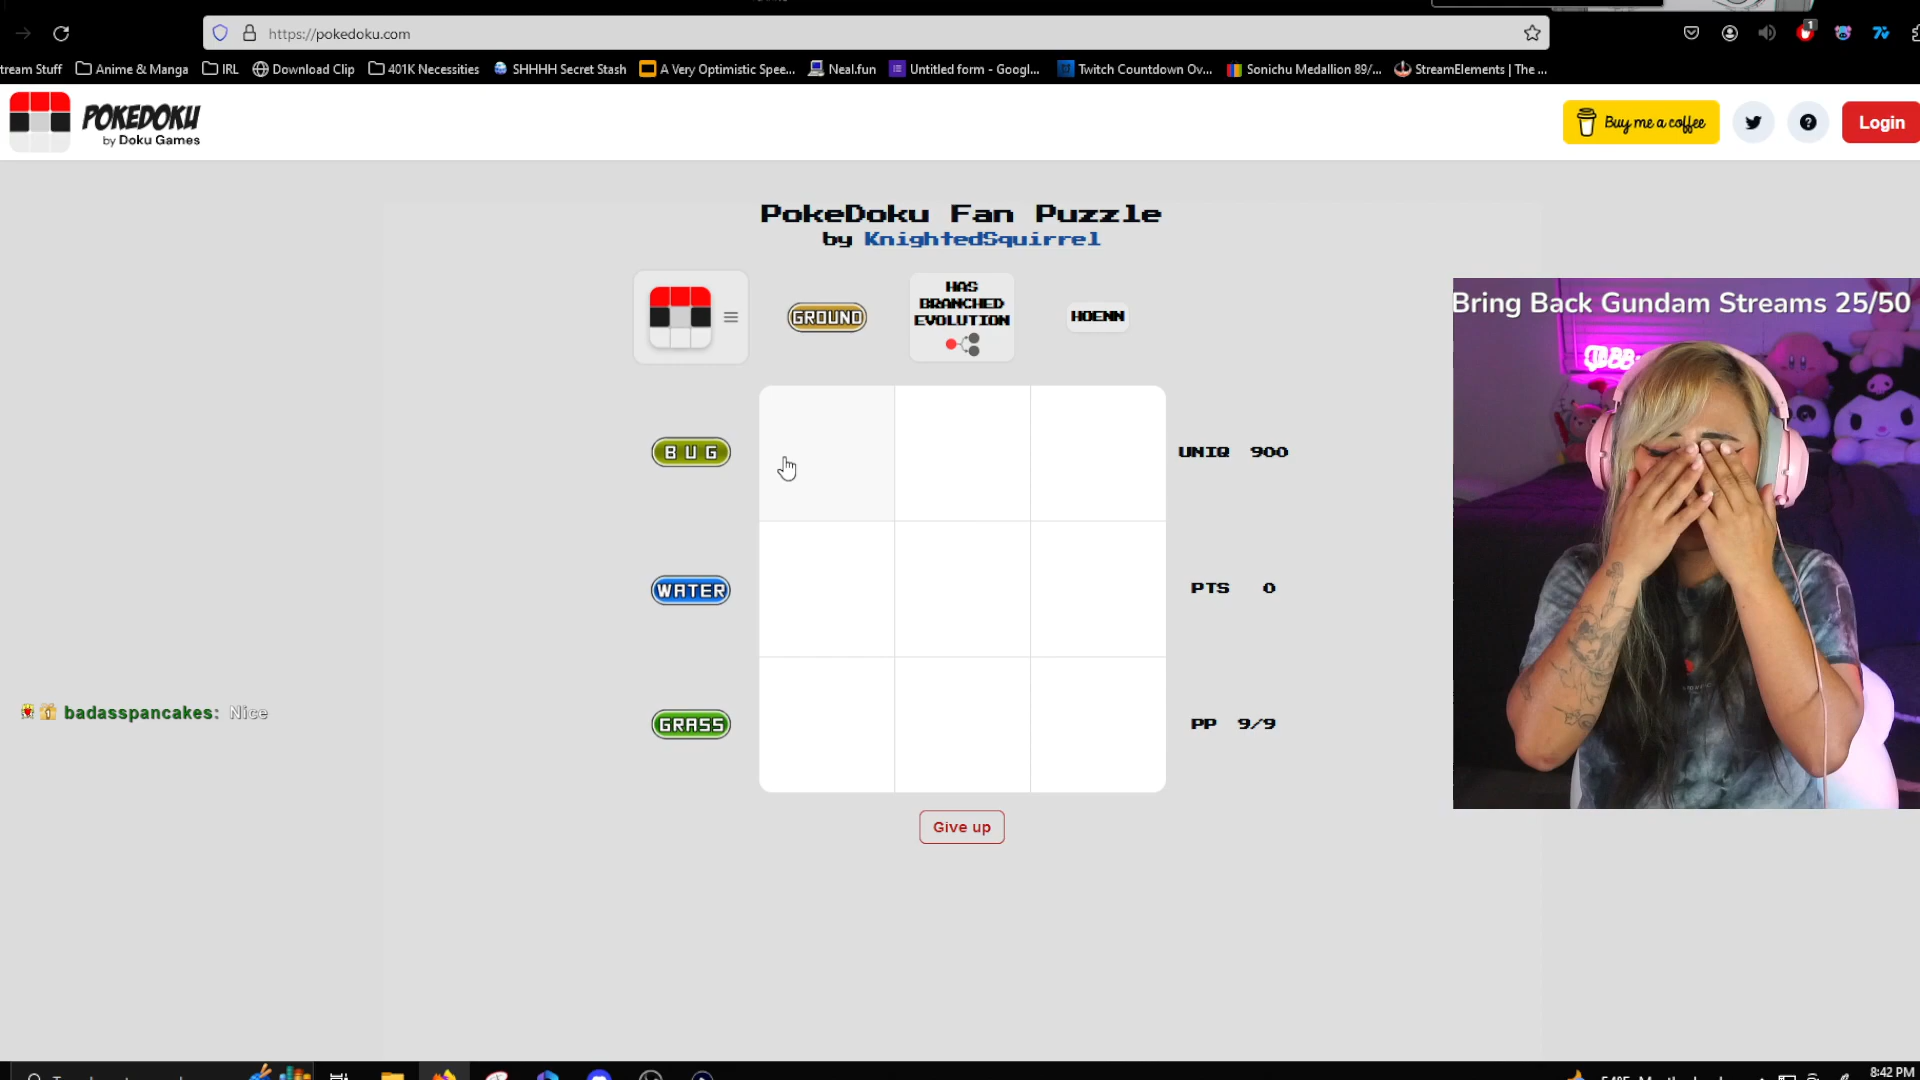 https://pokedoku.com
1
tream Stuff
Anime & Manga
IRL
Download Clip
401K Necessities
SHHHH Secret Stash
A Very Optimistic Spee...
Neal.fun
Untitled form - Googl...
Twitch Countdown Ov...
Sonichu Medallion 89/...
StreamElements | The ...
POKEDOKU
by Doku Games
Buy me a coffee
Login
PokeDoku Fan Puzzle
by KnightedSquirrel
GROUND
HAS
BRANCHED
EVOLUTION
HOENN
Bring Back Gundam Streams 25/50
BUG
UNIQ 900
WATER
PTS 0
badasspancakes: Nice
GRASS
PP 9/9
Give up
8:42 PM